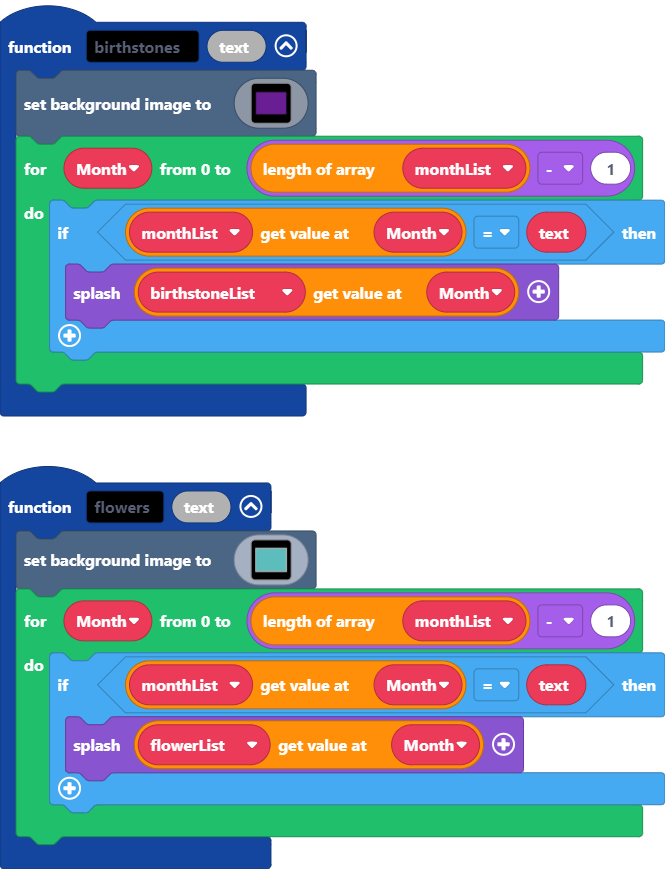 function birthstones text
set background image to
for Month from 0 to length of array monthList - 1
do
if monthList get value at Month = text then
splash birthstoneList get value at Month
function flowers text
set background image to
for Month from 0 to length of array monthList - 1
do
if monthList get value at Month = text then
splash flowerList get value at Month